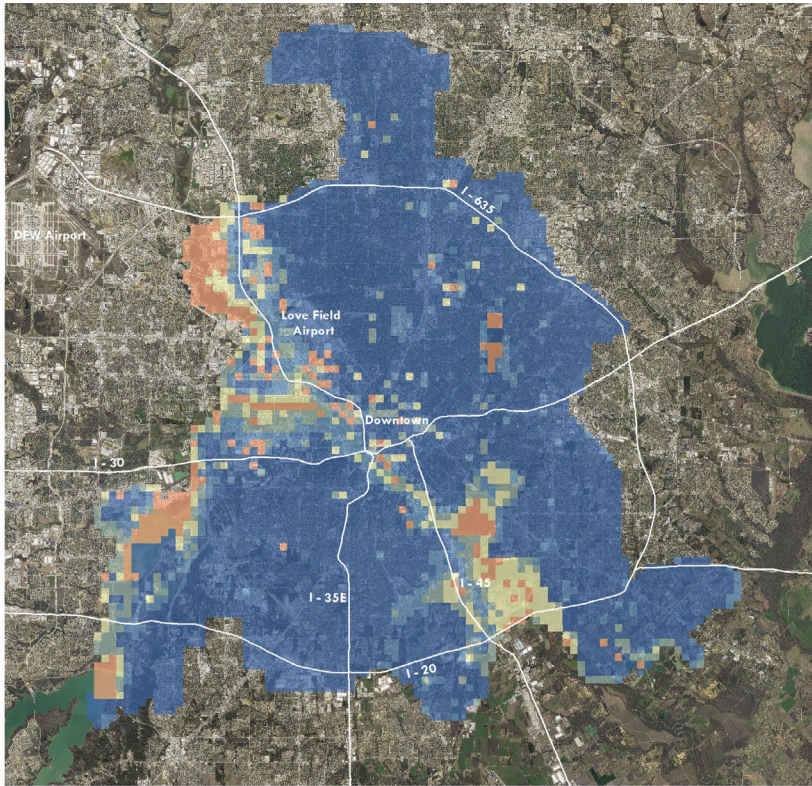 I - 635
DFW Airport
Love Field
Airport
Downtown
I - 30
I - 45
I - 35E
I - 20